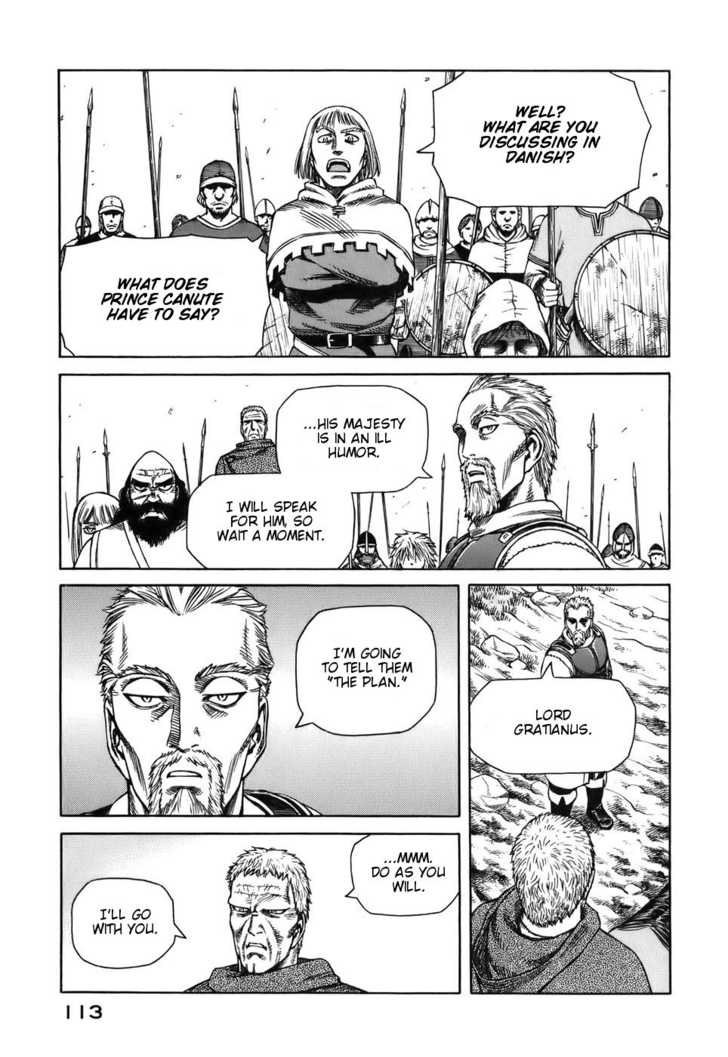 WELL?
WHAT ARE YOU
DISCUSSING IN
DANISH?
WHAT DOES
PRINCE CANUTE
HAVE TO SAY?
...HIS MAJESTY
IS IN AN ILL
HUMOR.
I WILL SPEAK
FOR HIM, SO
WAIT A MOMENT.
LORD
GRATIANUS.
I'M GOING
TO TELL THEM
"THE PLAN."
...MMM.
DO AS YOU
WILL.
I'LL GO
WITH YOU.
113